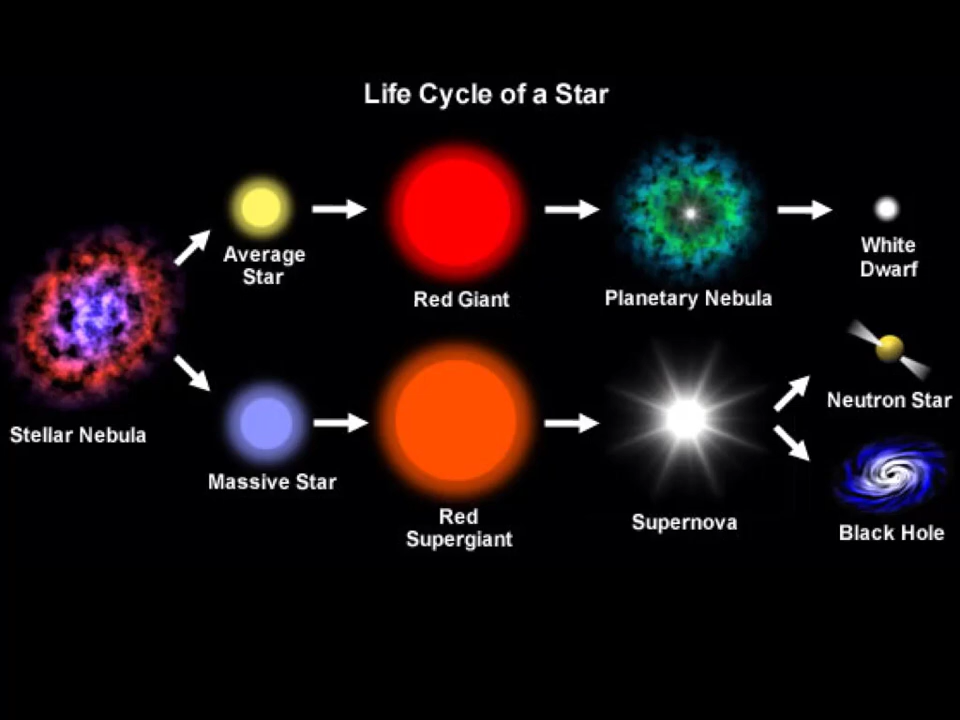 Life Cycle of a Star
Average
Star
Red Giant
Planetary Nebula
White
Dwarf
Stellar Nebula
Massive Star
Red
Supergiant
Supernova
Neutron Star
Black Hole